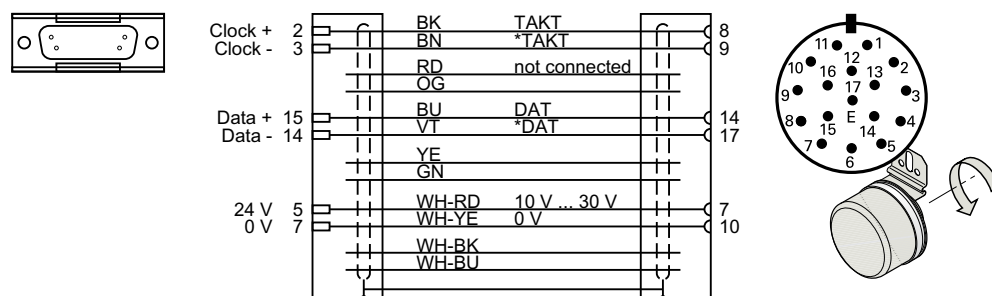 Clock + 2 BK TAKT 8
Clock - 3 BN *TAKT 9
RD not connected
OG
Data + 15 BU DAT 14
Data - 14 VT *DAT 17
YE
GN
24 V 5 WH-RD 10 V ... 30 V 7
0 V 7 WH-YE 0 V 10
WH-BK
WH-BU
11 1
10 12 2
16 13
9 17 3
8 E 4
15 14
7 5
6